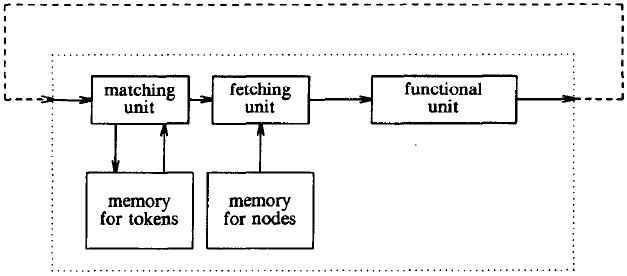 matching
unit
fetching
unit
functional
unit
memory
for tokens
memory
for nodes